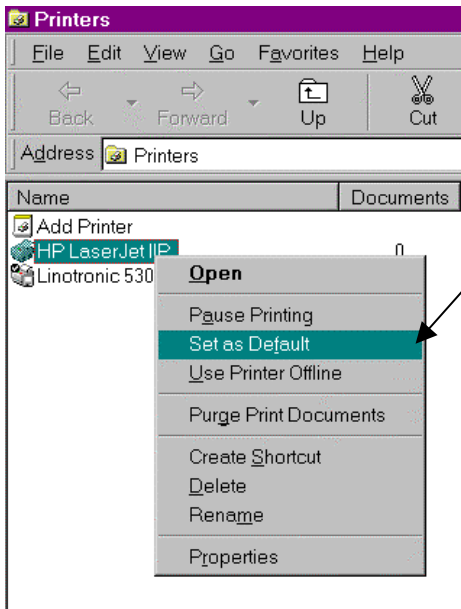 Printers
File Edit View Go Favorites Help
Back Forward Up Cut
Address Printers
Name Documents
Add Printer
HP LaserJet IIP 0
Linotronic 530
Open
Pause Printing
Set as Default
Use Printer Offline
Purge Print Documents
Create Shortcut
Delete
Rename
Properties